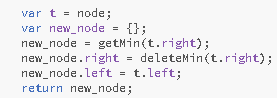 var t = node;
var new_node = {};
new_node = getMin(t.right);
new_node.right = deleteMin(t.right);
new_node.left = t.left;
return new_node;